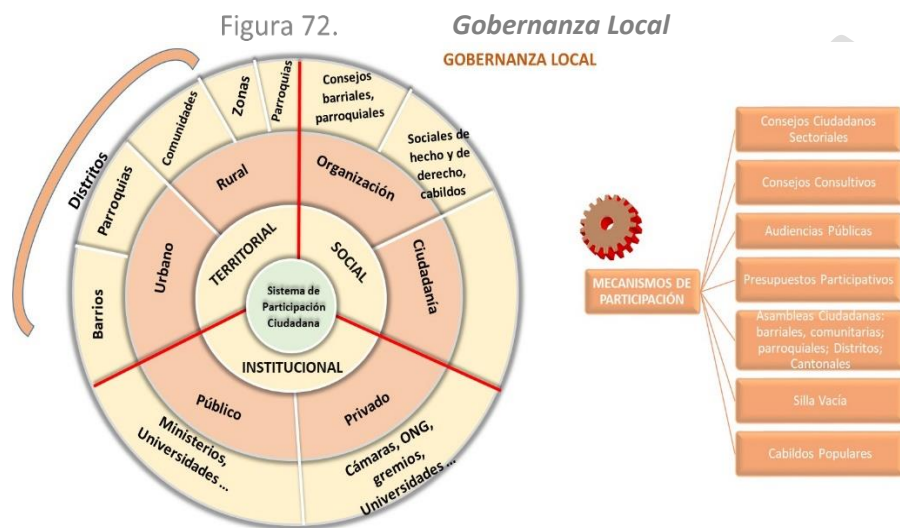 Figura 72. Gobernanza Local
GOBERNANZA LOCAL
Distritos
Barrios
Parroquias
Comunidades
Zonas
Parroquias
Consejos
barriales,
parroquiales
Sociales de
hecho y de
derecho,
cabildos
Urbano
Rural
Organización
Ciudadanía
TERRITORIAL
SOCIAL
Sistema de
Participación
Ciudadana
INSTITUCIONAL
Público
Privado
Ministerios,
Universidades ...
Cámaras, ONG,
gremios,
Universidades ...
MECANISMOS DE
PARTICIPACIÓN
Consejos Ciudadanos
Sectoriales
Consejos Consultivos
Audiencias Públicas
Presupuestos Participativos
Asambleas Ciudadanas:
barriales, comunitarias;
parroquiales; Distritos;
Cantonales
Silla Vacía
Cabildos Populares